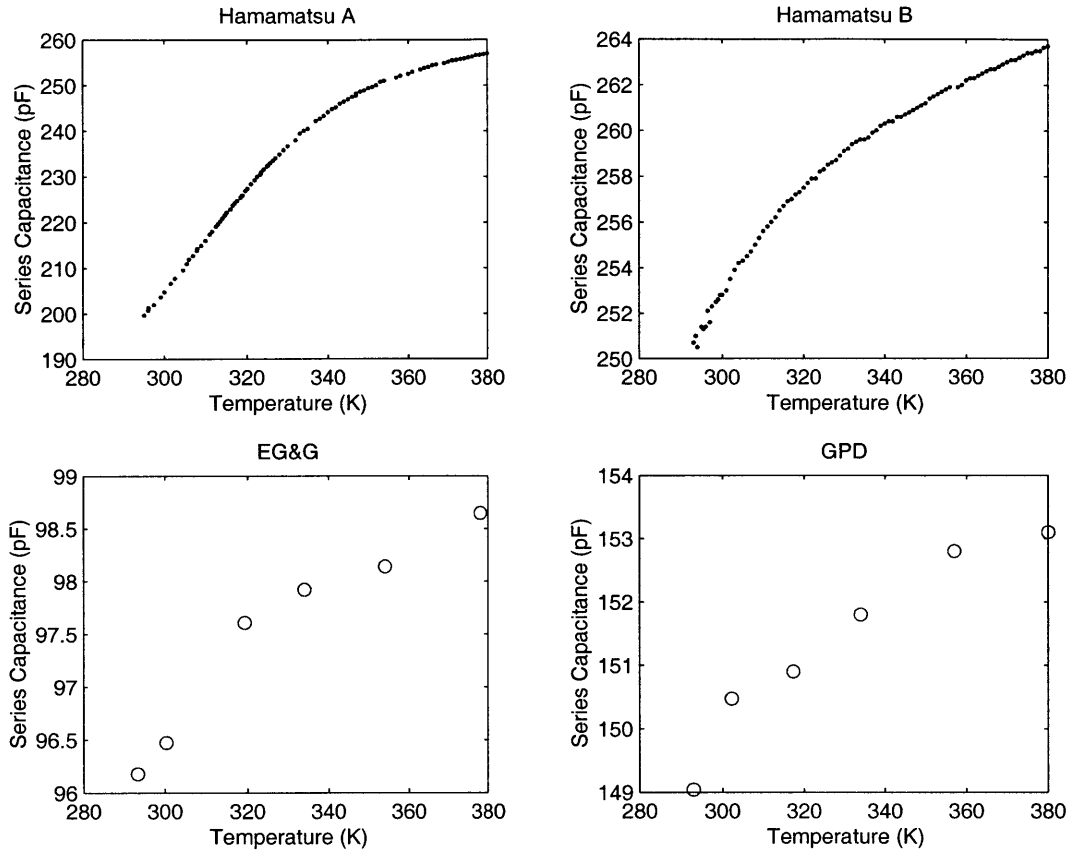 Hamamatsu A
260
250
240
230
220
210
200
190
280 300 320 340 360 380
Temperature (K)
Series Capacitance (pF)
Hamamatsu B
264
262
260
258
256
254
252
250
280 300 320 340 360 380
Temperature (K)
Series Capacitance (pF)
EG&G
99
98.5
98
97.5
97
96.5
96
280 300 320 340 360 380
Temperature (K)
Series Capacitance (pF)
GPD
154
153
152
151
150
149
280 300 320 340 360 380
Temperature (K)
Series Capacitance (pF)